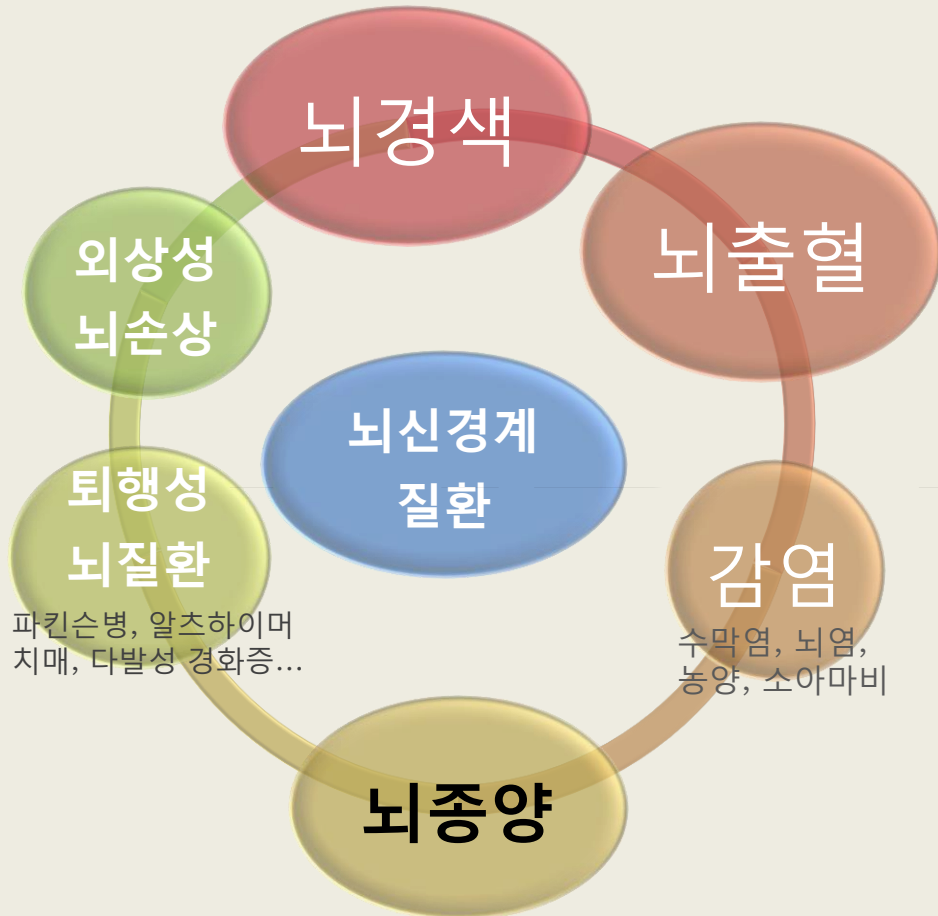 뇌경색
뇌출혈
외상성
뇌손상
뇌신경계
질환
퇴행성
뇌질환
파킨슨병, 알츠하이머
치매, 다발성 경화증...
감염
수막염, 뇌염,
농양, 소아마비
뇌종양